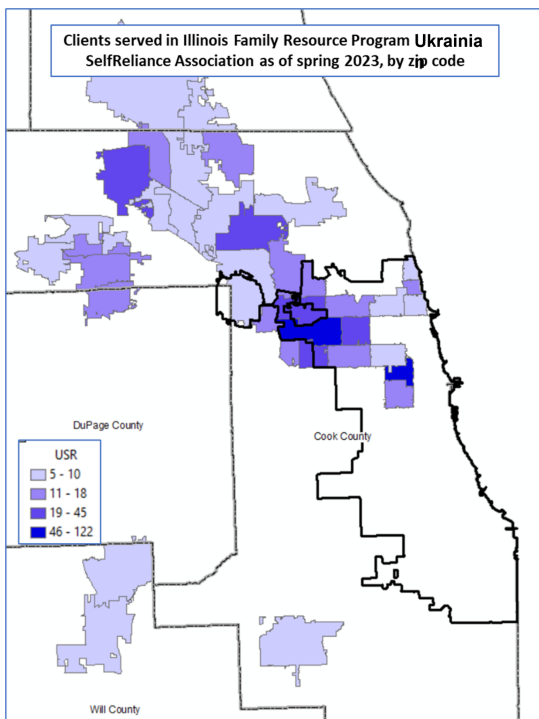 Clients served in Illinois Family Resource Program Ukrainia
SelfReliance Association as of spring 2023, by zip code
DuPage County
Cook County
USR
5 - 10
11 - 18
19 - 45
46 - 122
Will County